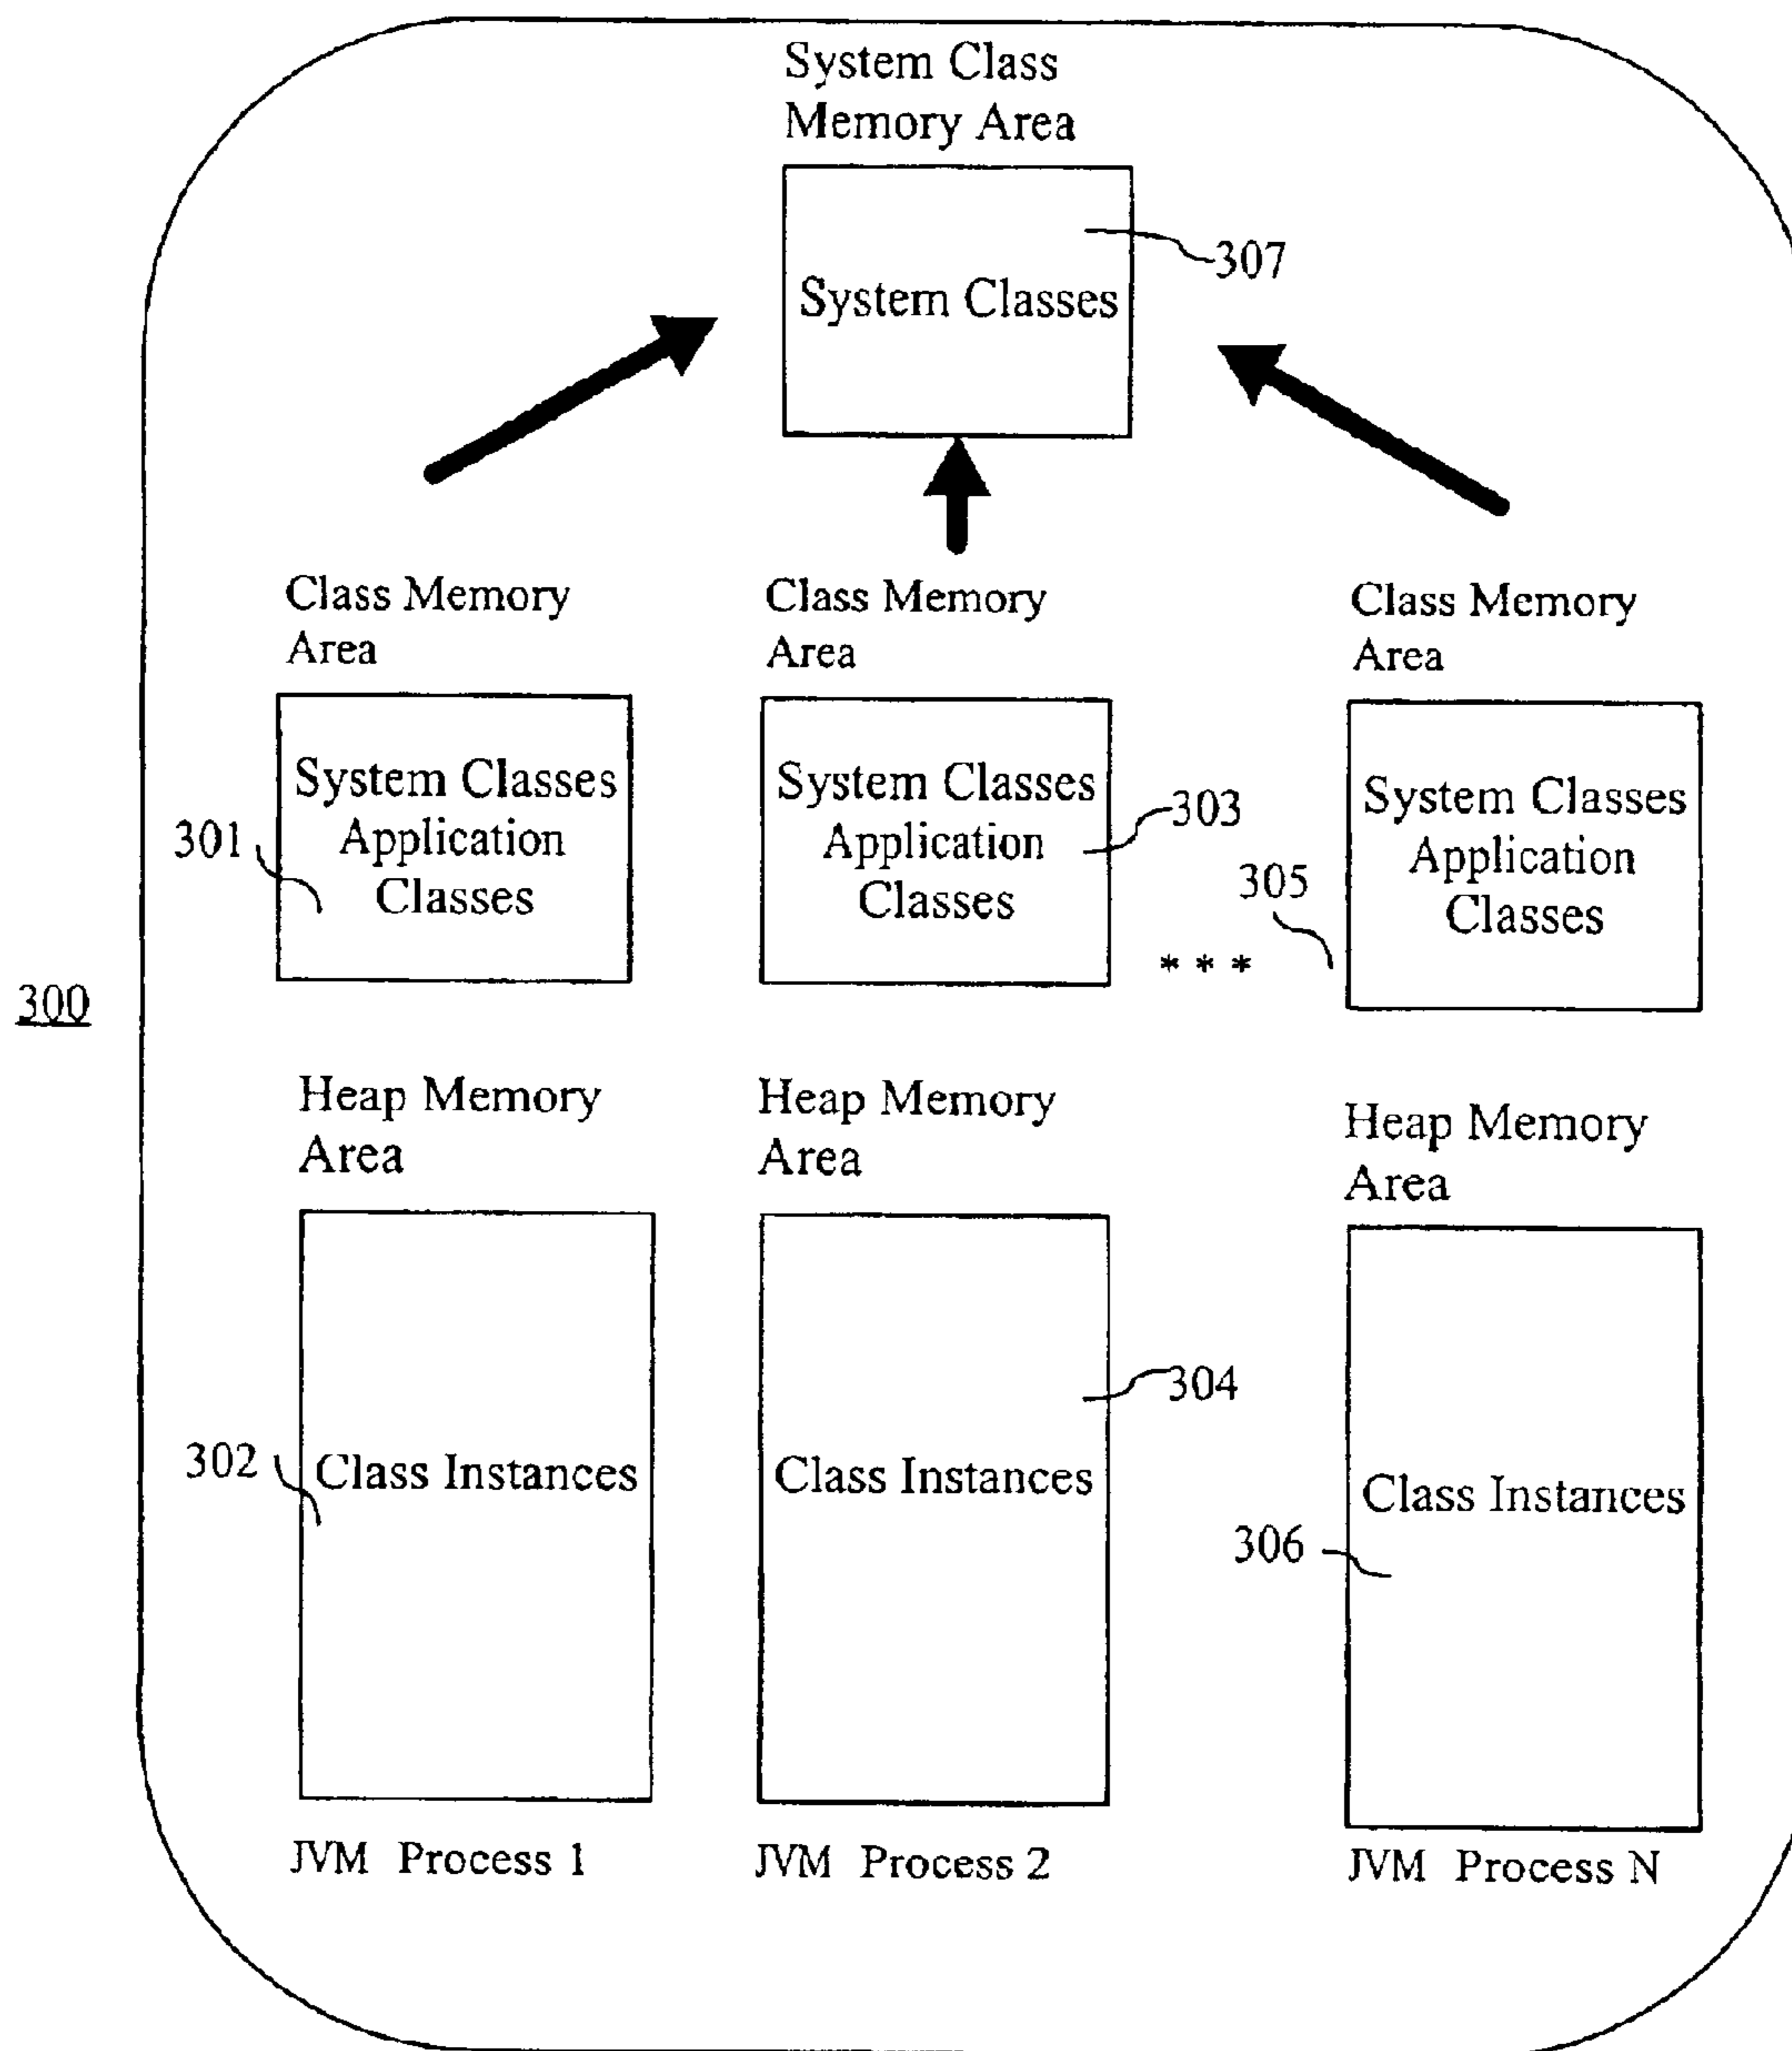 System Class
Memory Area
System Classes
307
Class Memory
Area
System Classes
Application
Classes
301
Class Memory
Area
System Classes
Application
Classes
303
* * *
Class Memory
Area
System Classes
Application
Classes
305
300
Heap Memory
Area
Class Instances
302
JVM Process 1
Heap Memory
Area
Class Instances
304
JVM Process 2
Heap Memory
Area
Class Instances
306
JVM Process N